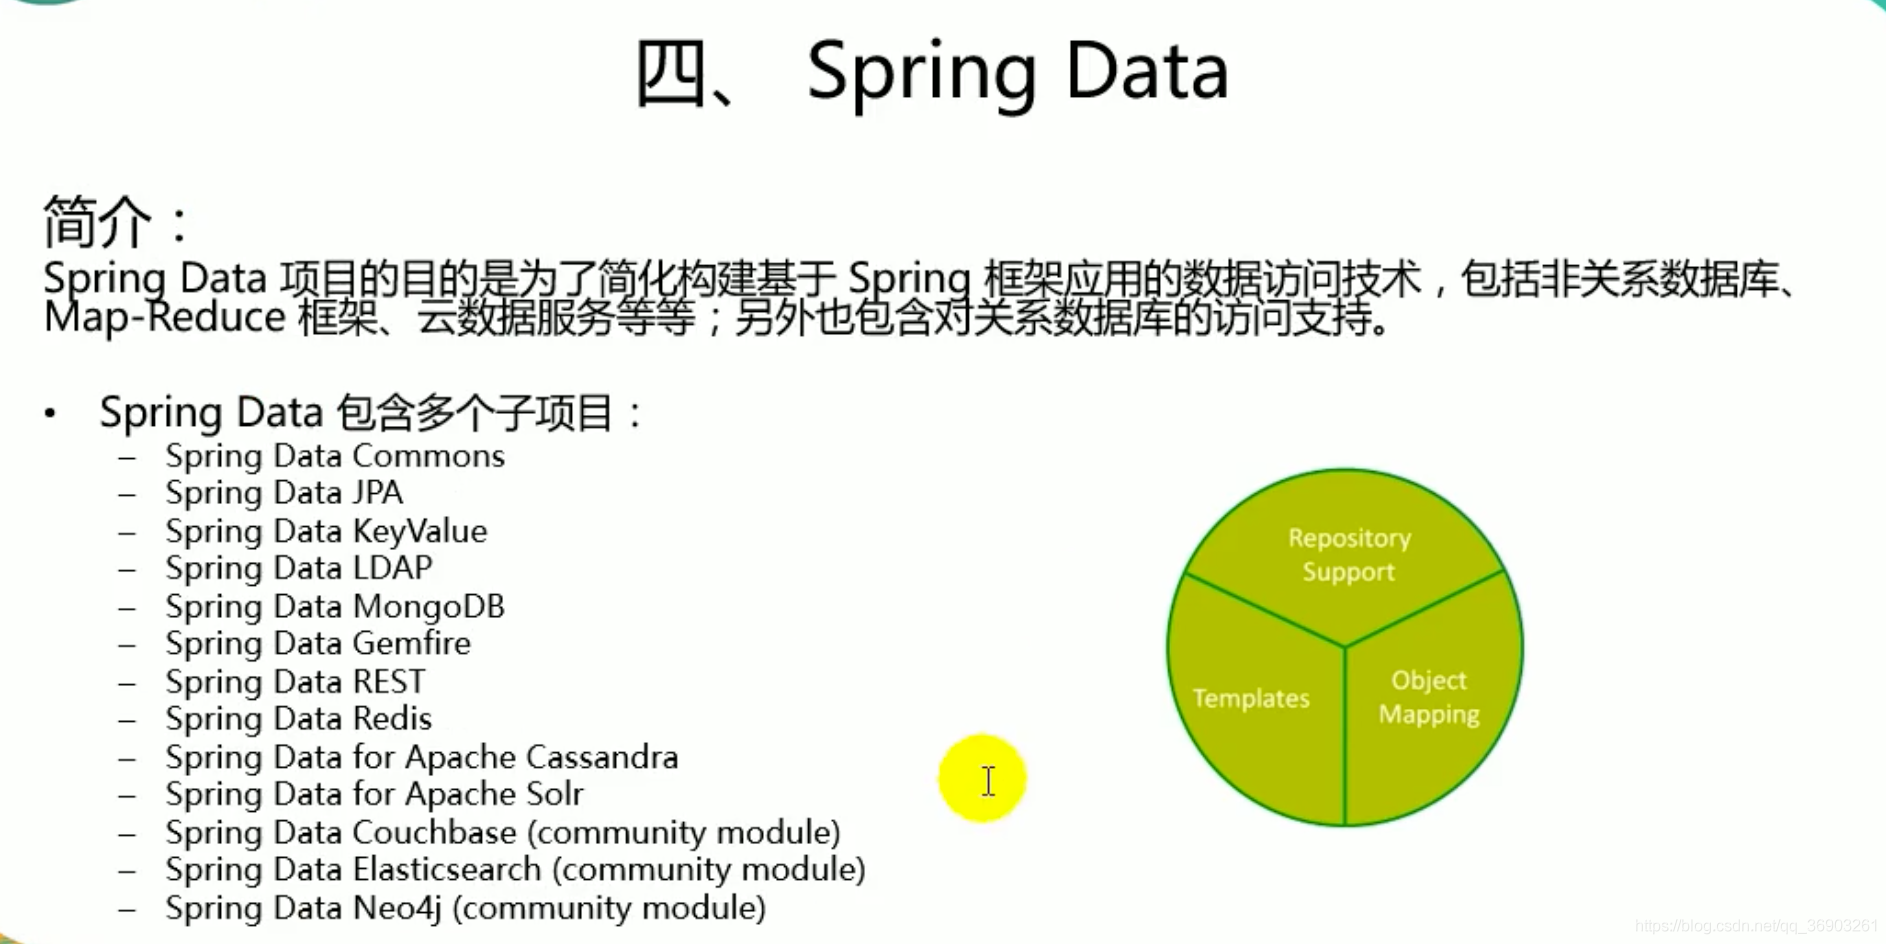 四、 Spring Data
简介：
Spring Data 项目的目的是为了简化构建基于 Spring 框架应用的数据访问技术，包括非关系数据库、
Map-Reduce 框架、云数据服务等等；另外也包含对关系数据库的访问支持。
• Spring Data 包含多个子项目：
– Spring Data Commons
– Spring Data JPA
– Spring Data KeyValue
– Spring Data LDAP
– Spring Data MongoDB
– Spring Data Gemfire
– Spring Data REST
– Spring Data Redis
– Spring Data for Apache Cassandra
– Spring Data for Apache Solr
– Spring Data Couchbase (community module)
– Spring Data Elasticsearch (community module)
– Spring Data Neo4j (community module)
Repository
Support
Templates
Object
Mapping
https://blog.csdn.net/qq_36903261